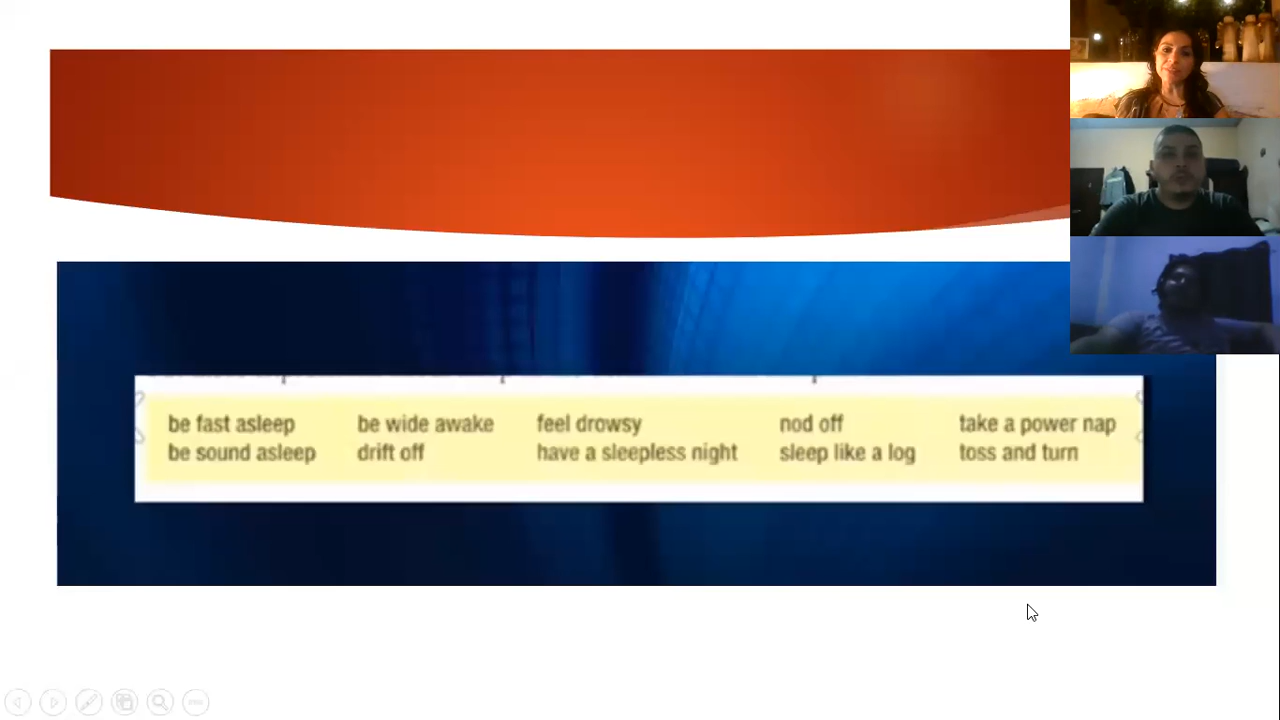 be fast asleep be wide awake feel drowsy nod off take a power nap
be sound asleep drift off have a sleepless night sleep like a log toss and turn